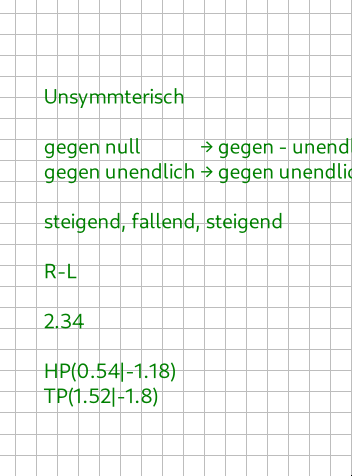 Unsymmterisch
gegen null → gegen - unendl
gegen unendlich → gegen unendlic
steigend, fallend, steigend
R-L
2.34
HP(0.54|-1.18)
TP(1.52|-1.8)